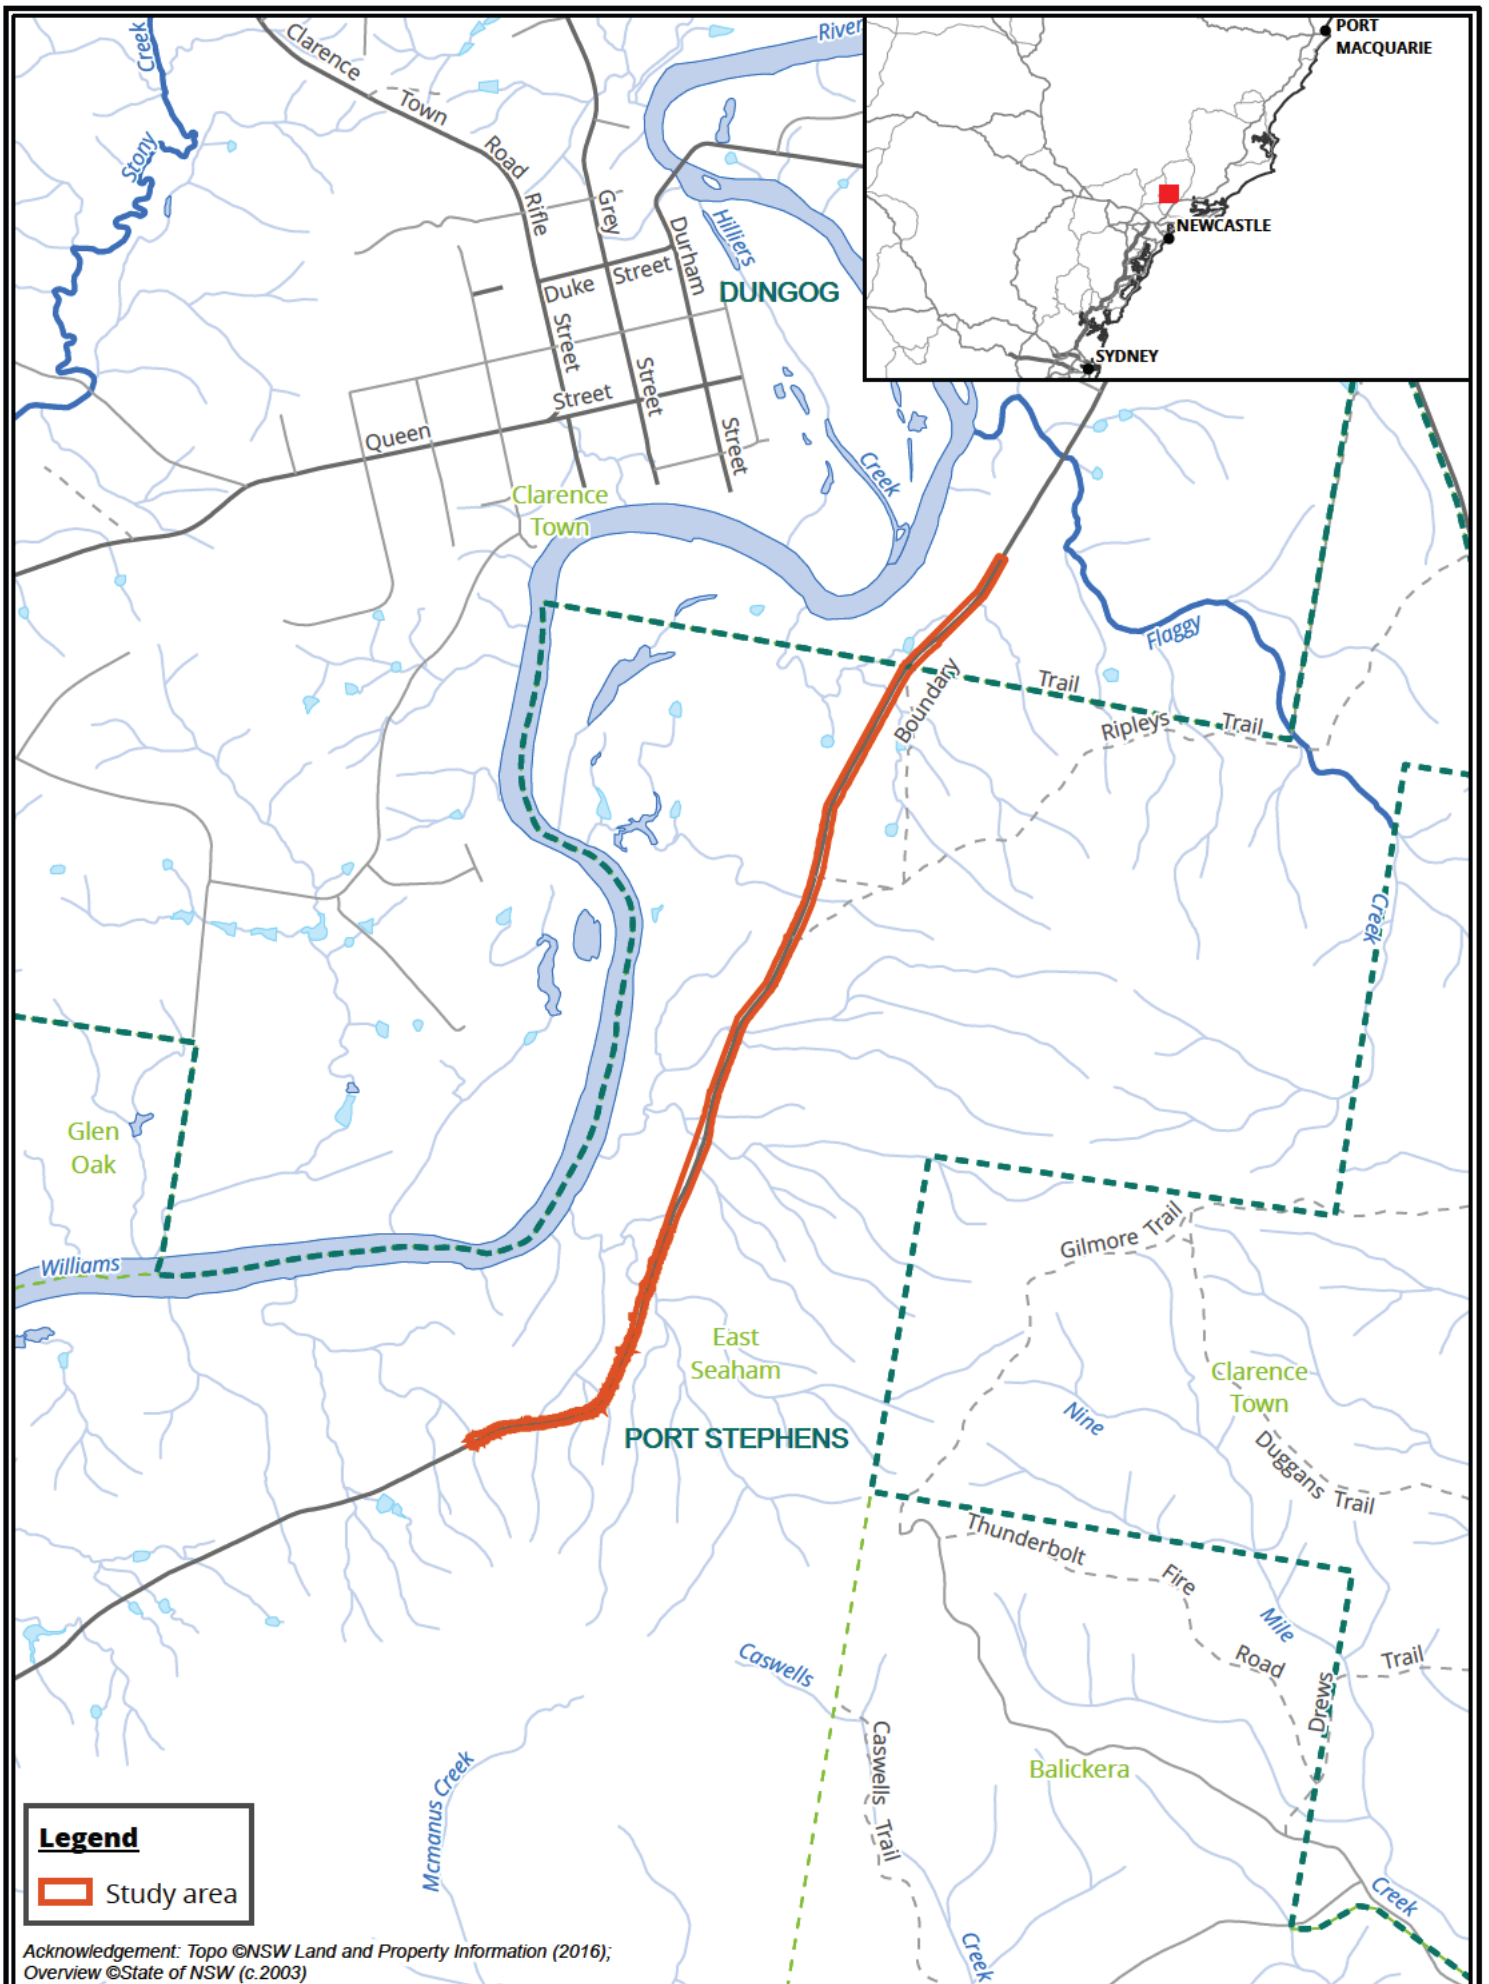 Creek
Clarence
Town
Road
River
PORT
MACQUARIE
NEWCASTLE
SYDNEY
Stony
Rifle
Grey
Durham
Hilliers
Duke
Street
DUNGOG
Street
Street
Street
Street
Queen
Creek
Clarence
Town
Flaggy
Boundary
Trail
Ripleys
Trail
Creek
Glen
Oak
Williams
Gilmore
Trail
East
Seaham
Clarence
Town
Nine
PORT STEPHENS
Duggans
Trail
Thunderbolt
Fire
Mile
Road
Drews
Trail
Caswells
Caswells
Trail
Balickera
Mcmanus
Creek
Creek
Creek
Legend
Study area
Acknowledgement: Topo ©NSW Land and Property Information (2016);
Overview ©State of NSW (c.2003)